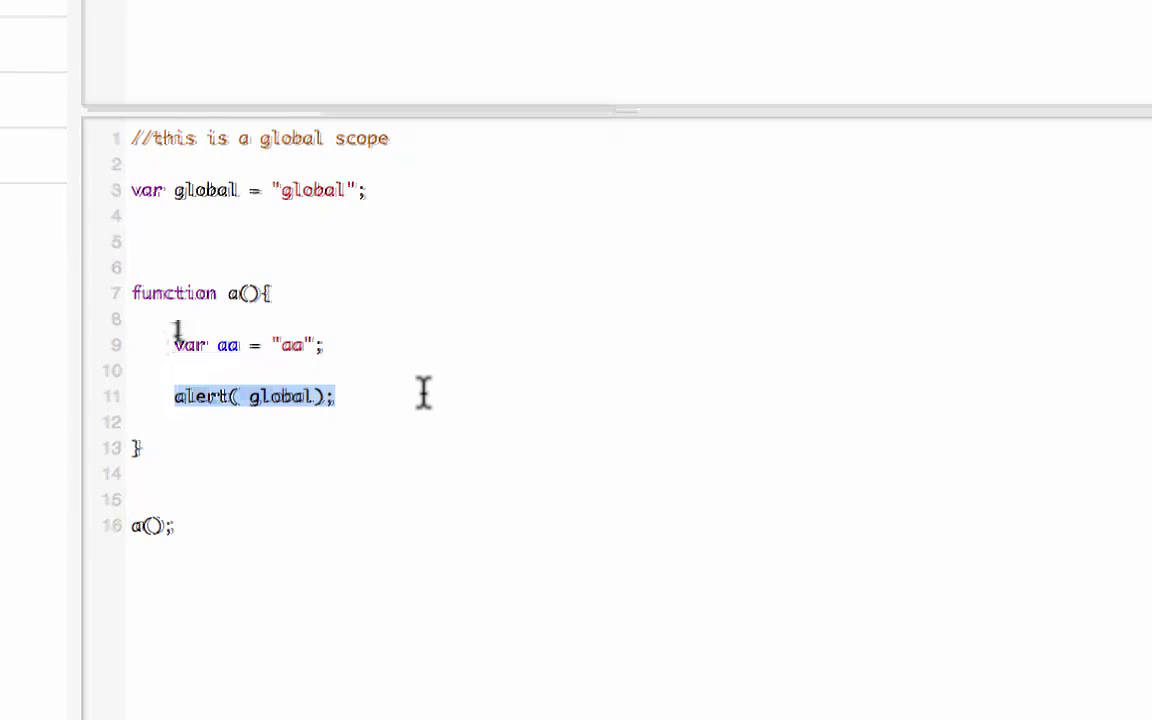 1 //this is a global scope
2
3 var global = "global";
4
5
6
7 function a(){
8
9 var aa = "aa";
10
11 alert( global);
12
13 }
14
15
16 a();